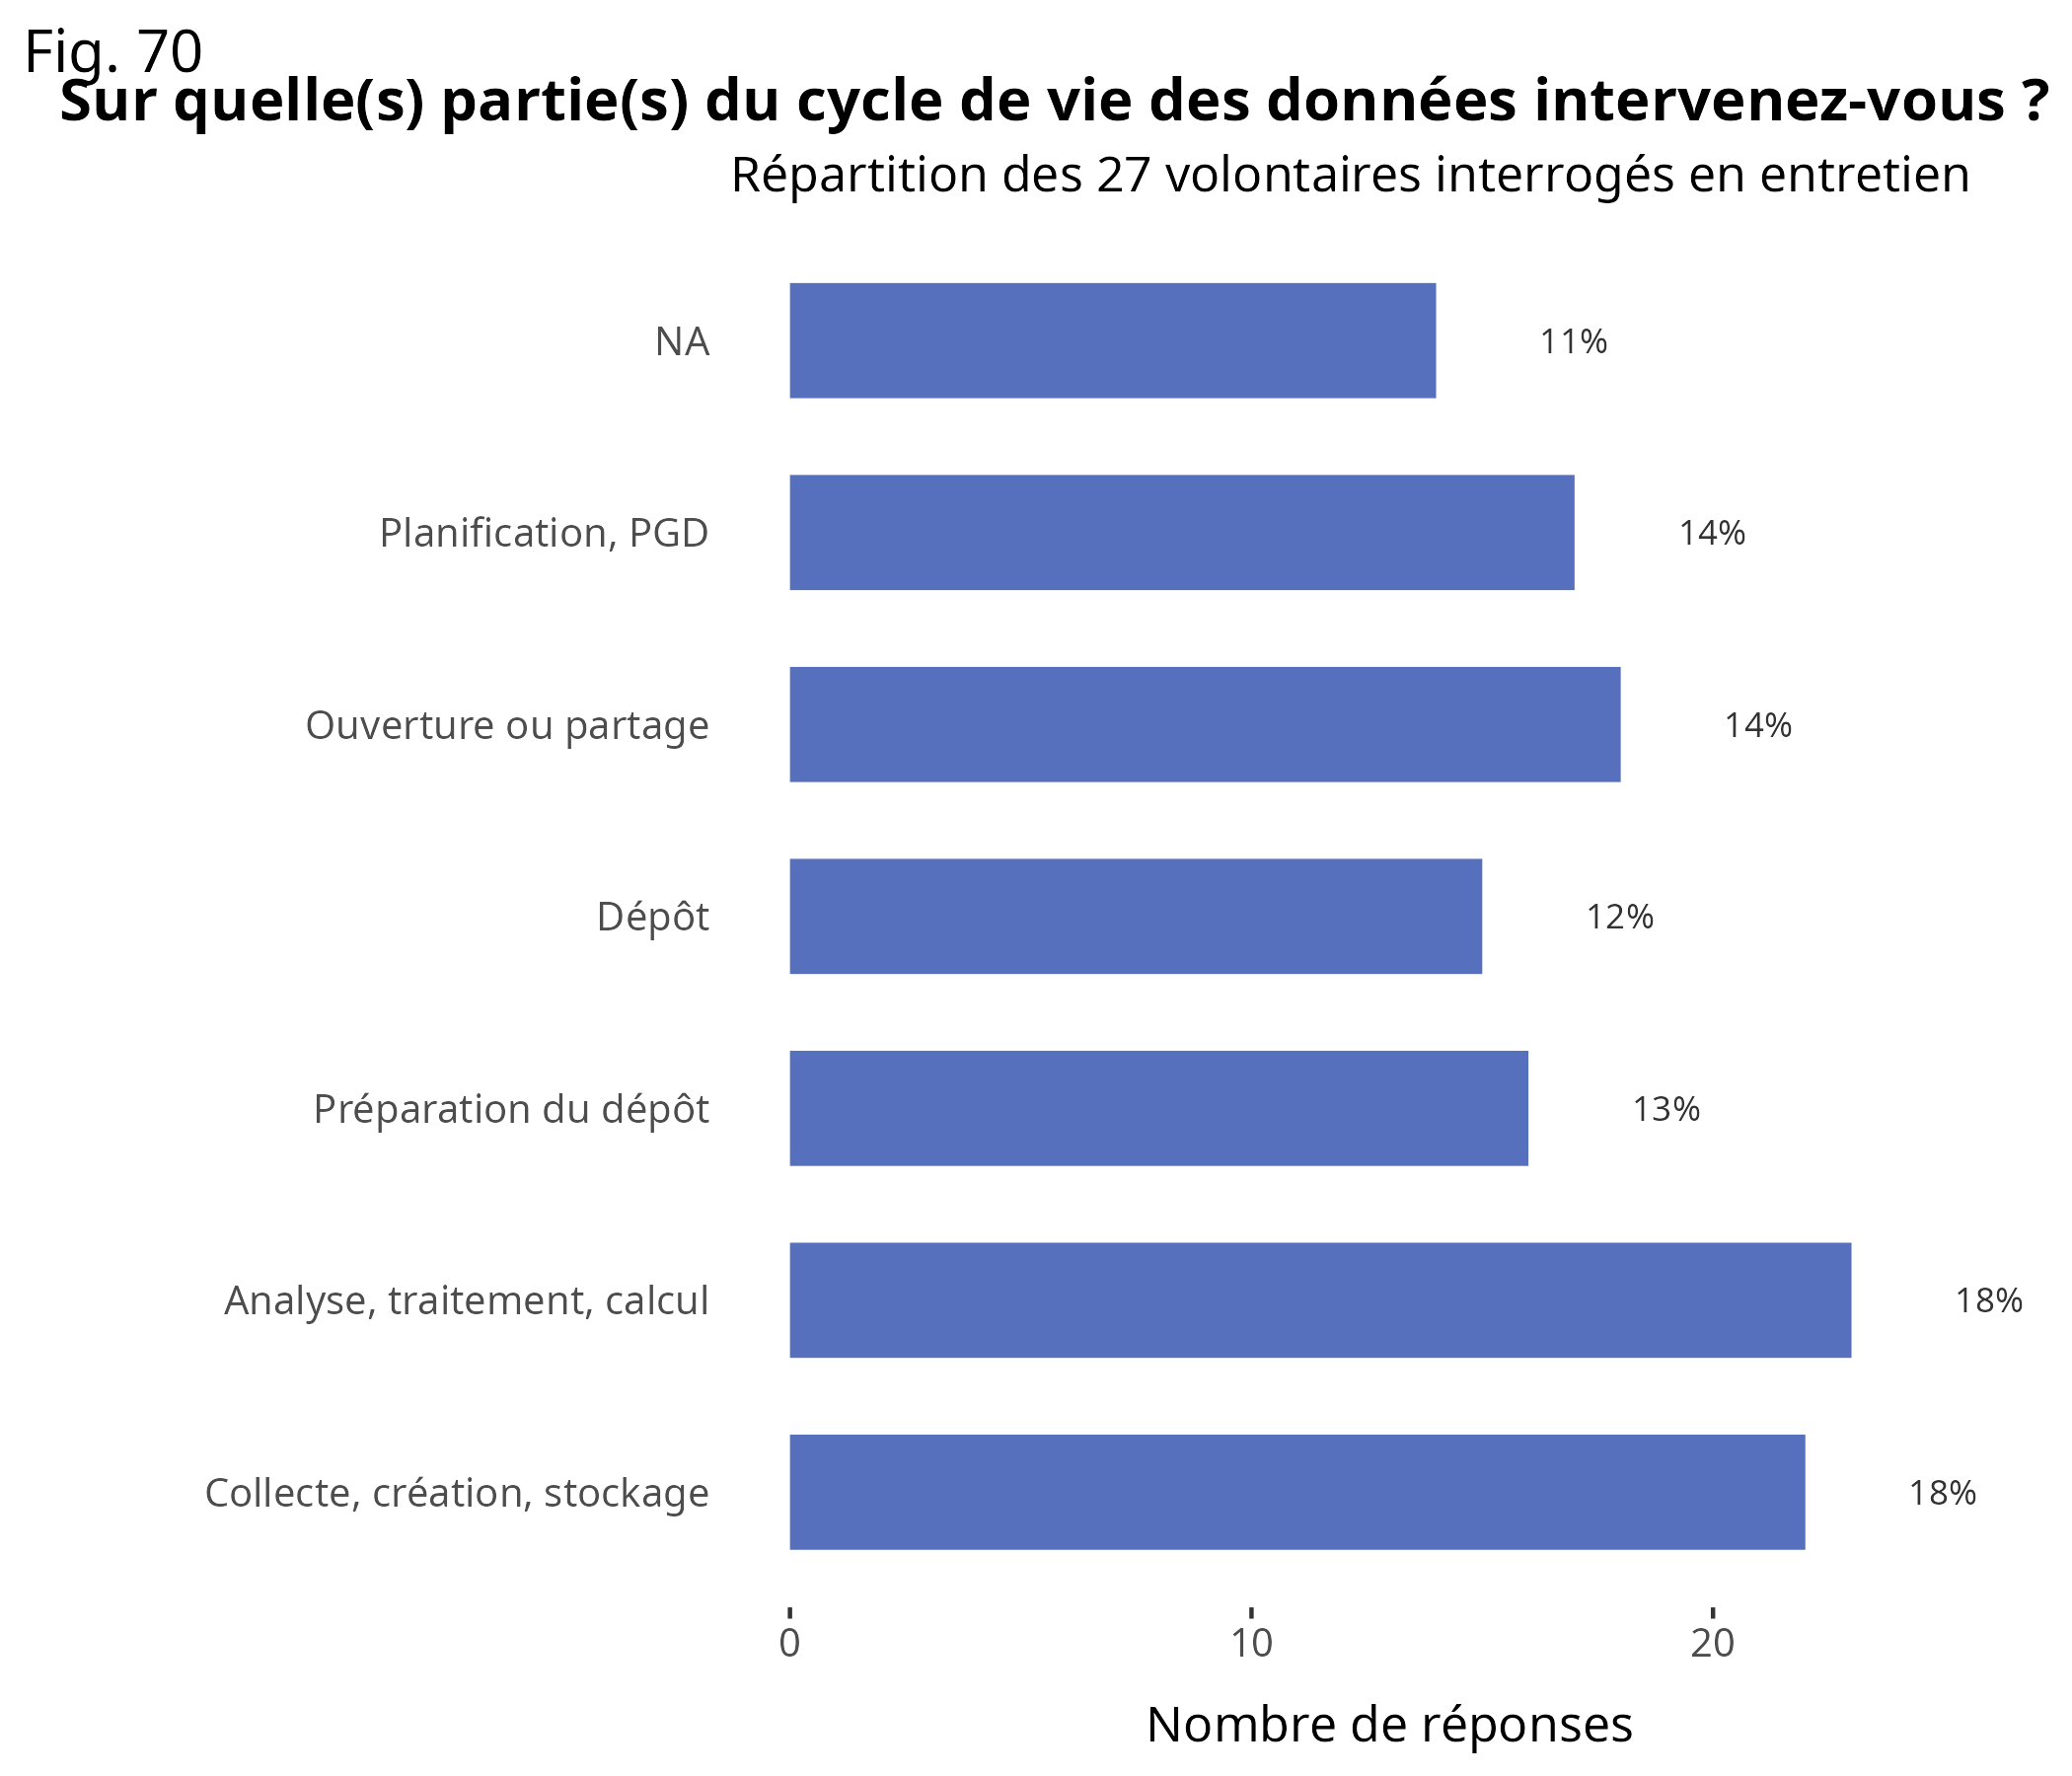 Fig. 70
Sur quelle(s) partie(s) du cycle de vie des données intervenez-vous ?
Répartition des 27 volontaires interrogés en entretien
NA 11%
Planification, PGD 14%
Ouverture ou partage 14%
Dépôt 12%
Préparation du dépôt 13%
Analyse, traitement, calcul 18%
Collecte, création, stockage 18%
0 10 20
Nombre de réponses